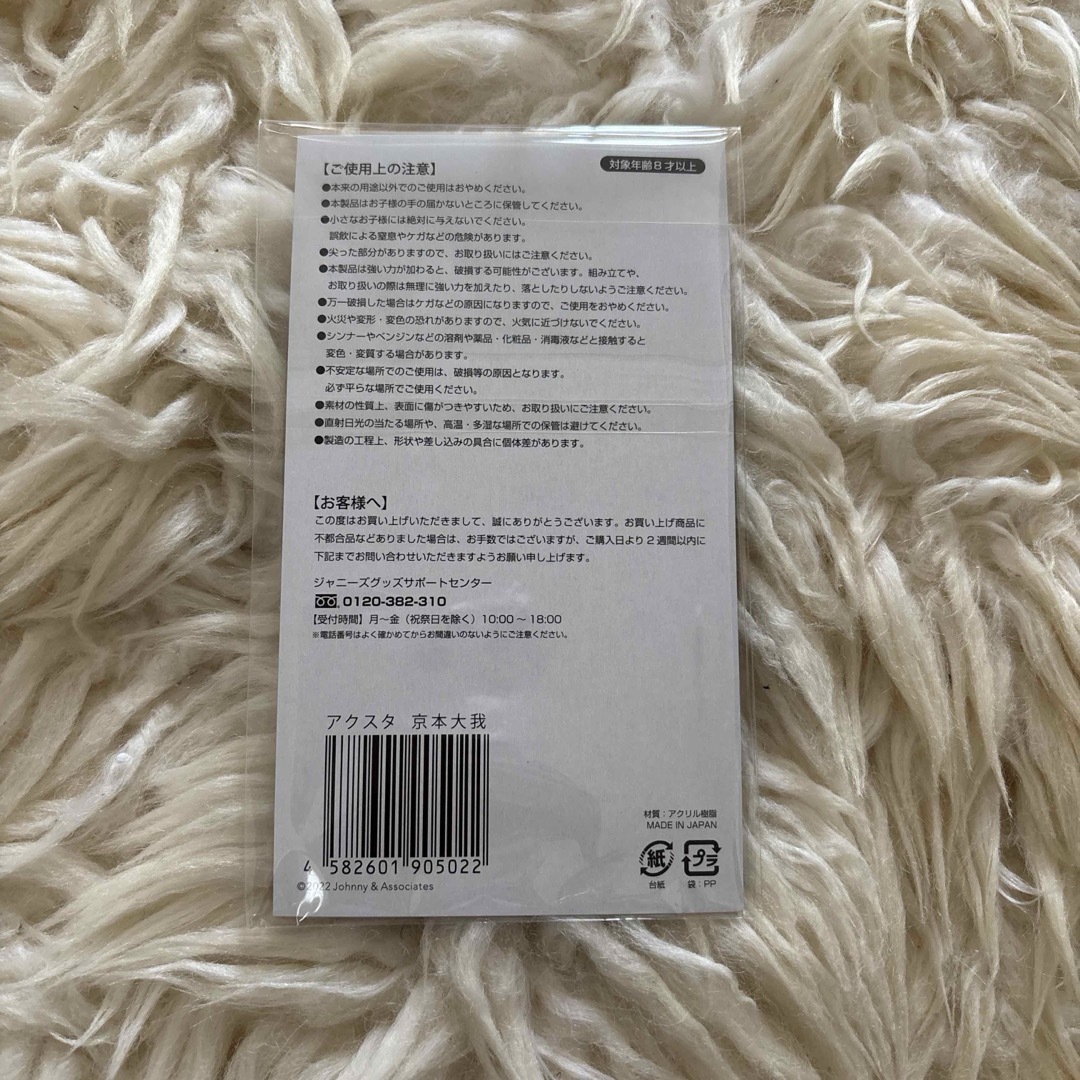 【ご使用上の注意】
対象年齢8才以上
●本来の用途以外でのご使用はおやめください。
●本製品はお子様の手の届かないところに保管してください。
●小さなお子様には絶対に与えないでください。
誤飲による窒息やケガなどの危険があります。
●尖った部分がありますので、お取り扱いにはご注意ください。
●本製品は強い力が加わると、破損する可能性がございます。組み立てや、
お取り扱いの際は無理に強い力を加えたり、落としたりしないようご注意ください。
●万一破損した場合はケガなどの原因になりますので、ご使用をおやめください。
●火災や変形・変色の恐れがありますので、火気に近づけないでください。
●シンナーやベンジンなどの溶剤や薬品・化粧品・消毒液などと接触すると
変色・変質する場合があります。
●不安定な場所でのご使用は、破損等の原因となります。
必ず平らな場所でご使用ください。
●素材の性質上、表面に傷がつきやすいため、お取り扱いにご注意ください。
●直射日光の当たる場所や、高温・多湿な場所での保管は避けてください。
●製造の工程上、形状や差し込みの具合に個体差があります。
【お客様へ】
この度はお買い上げいただきまして、誠にありがとうございます。お買い上げ商品に
不都合品などありました場合は、お手数ではございますが、ご購入日より2週間以内に
下記までお問い合わせいただきますようお願い申し上げます。
ジャニーズグッズサポートセンター
0120-382-310
【受付時間】月～金（祝祭日を除く）10:00～18:00
※電話番号はよく確かめてからお間違いのないようにご注意ください。
アクスタ 京本大我
4 582601 905022
©2022 Johnny & Associates
材質：アクリル樹脂
MADE IN JAPAN
紙 プラ
台紙 袋：PP